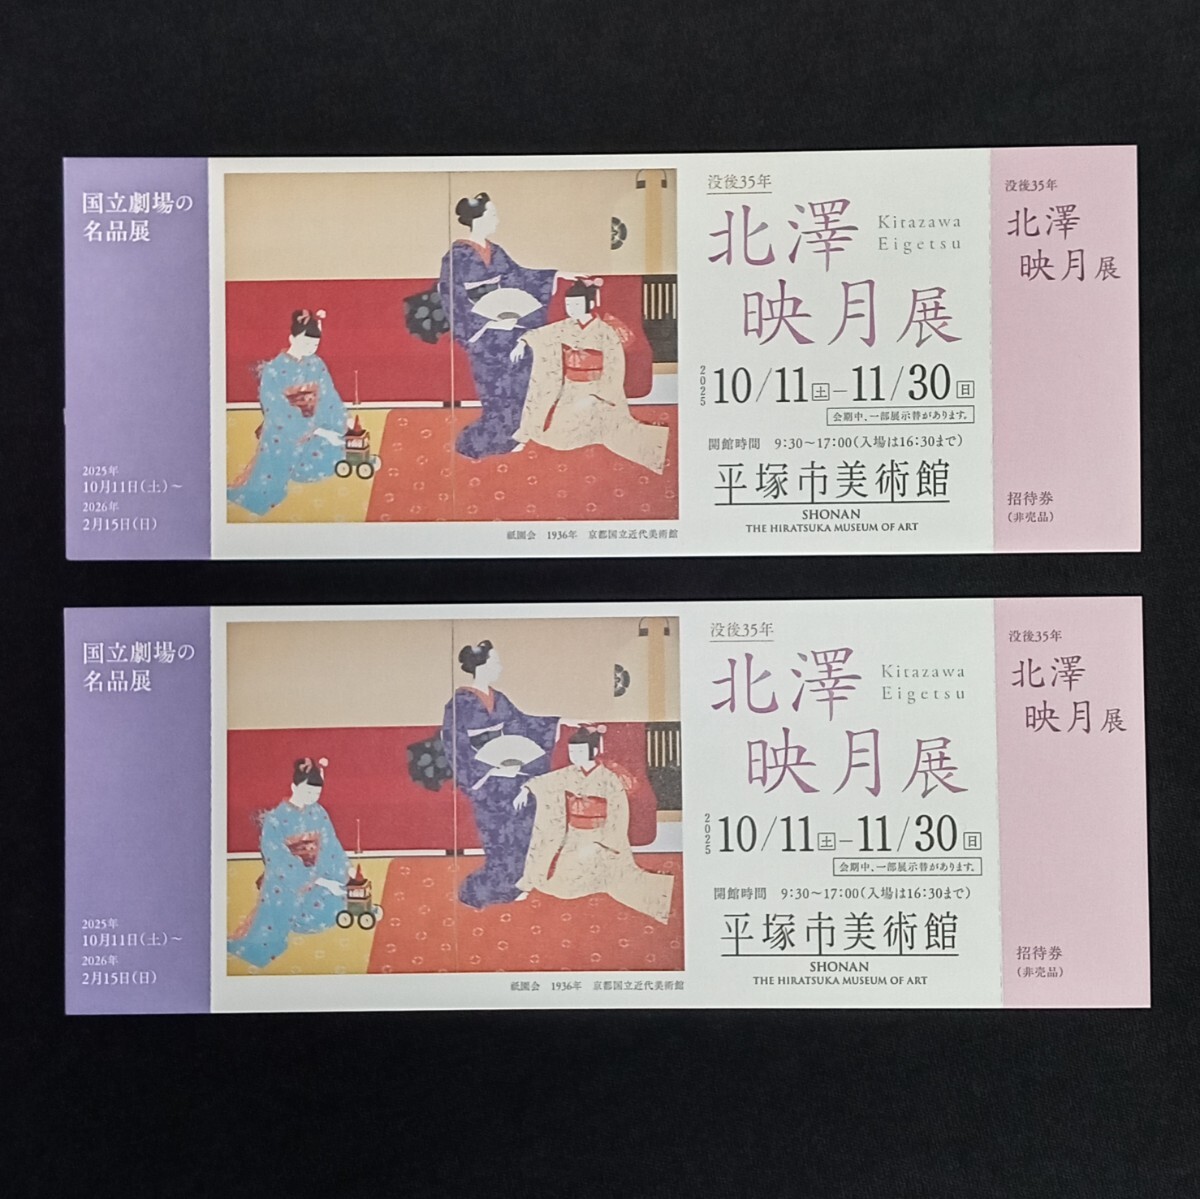 国立劇場の
名品展
2025年
10月11日(土)～
2026年
2月15日(日)
祇園会 1936年 京都国立近代美術館
没後35年
北澤
Kitazawa
Eigetsu
映月展
2025
10/11土–11/30日
会期中、一部展示替があります。
開館時間 9:30～17:00(入場は16:30まで)
平塚市美術館
SHONAN
THE HIRATSUKA MUSEUM OF ART
没後35年
北澤
映月展
招待券
(非売品)
国立劇場の
名品展
2025年
10月11日(土)～
2026年
2月15日(日)
祇園会 1936年 京都国立近代美術館
没後35年
北澤
Kitazawa
Eigetsu
映月展
2025
10/11土–11/30日
会期中、一部展示替があります。
開館時間 9:30～17:00(入場は16:30まで)
平塚市美術館
SHONAN
THE HIRATSUKA MUSEUM OF ART
没後35年
北澤
映月展
招待券
(非売品)